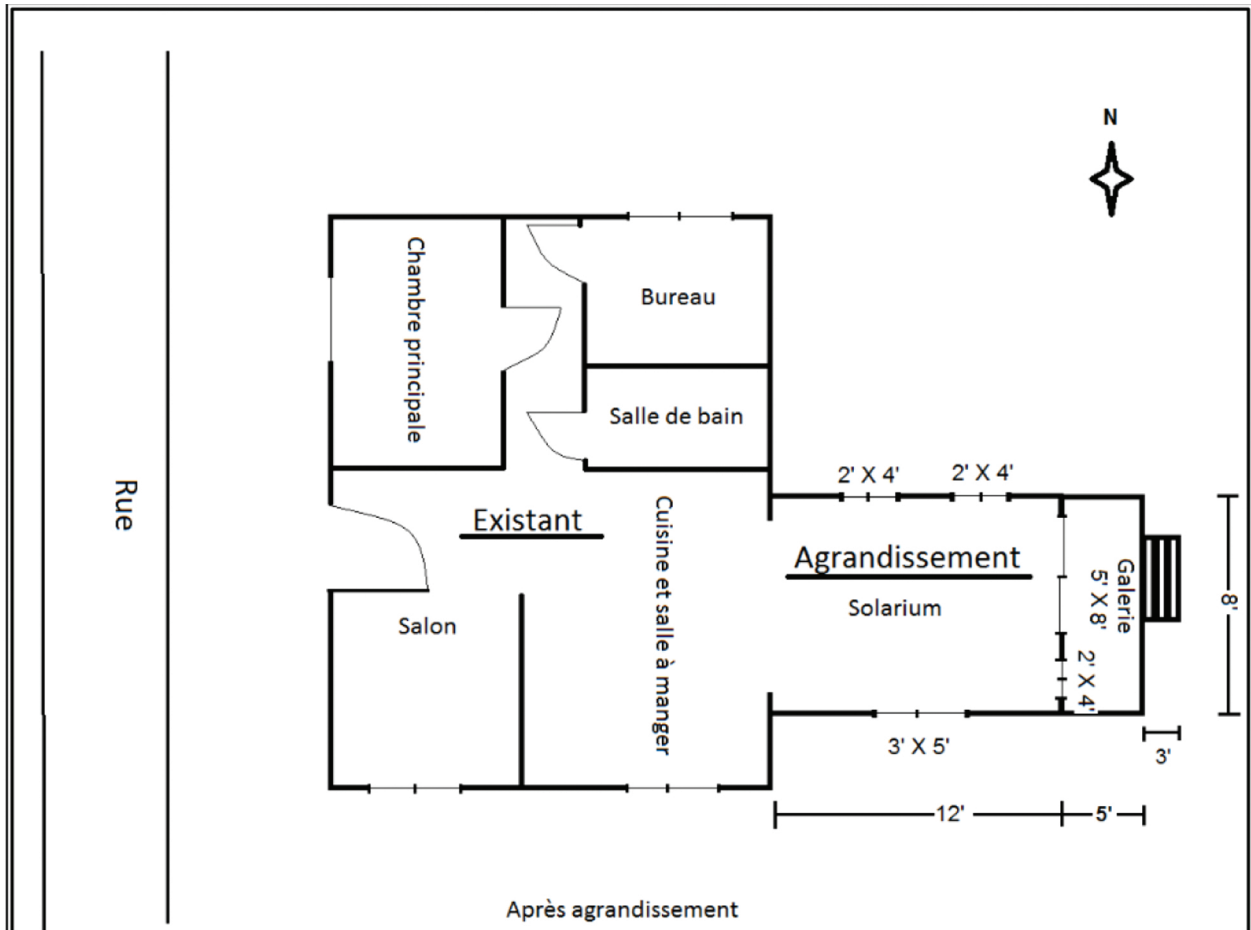 N
Chambre principale
Bureau
Salle de bain
Rue
Existant
Cuisine et salle à manger
Salon
2' X 4'
2' X 4'
Agrandissement
Solarium
Galerie
5' X 8'
2' X 4'
8'
3' X 5'
3'
12'
5'
Après agrandissement